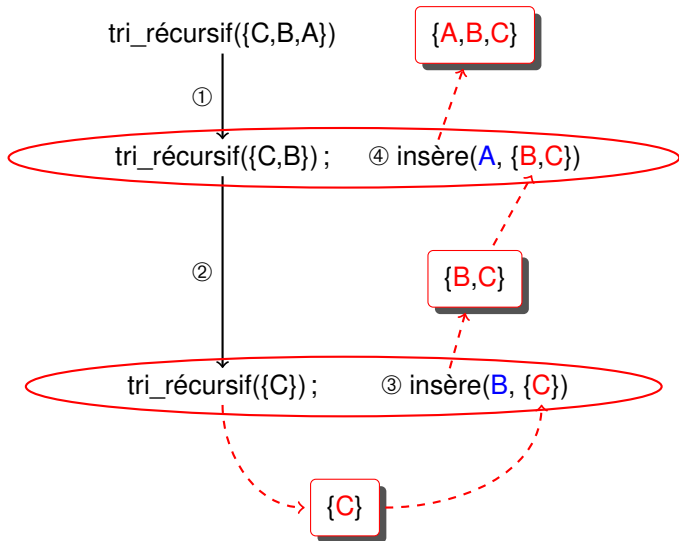 tri_récursif({C,B,A})
{A,B,C}
①
tri_récursif({C,B}) ; ④ insère(A, {B,C})
②
{B,C}
tri_récursif({C}) ; ③ insère(B, {C})
{C}